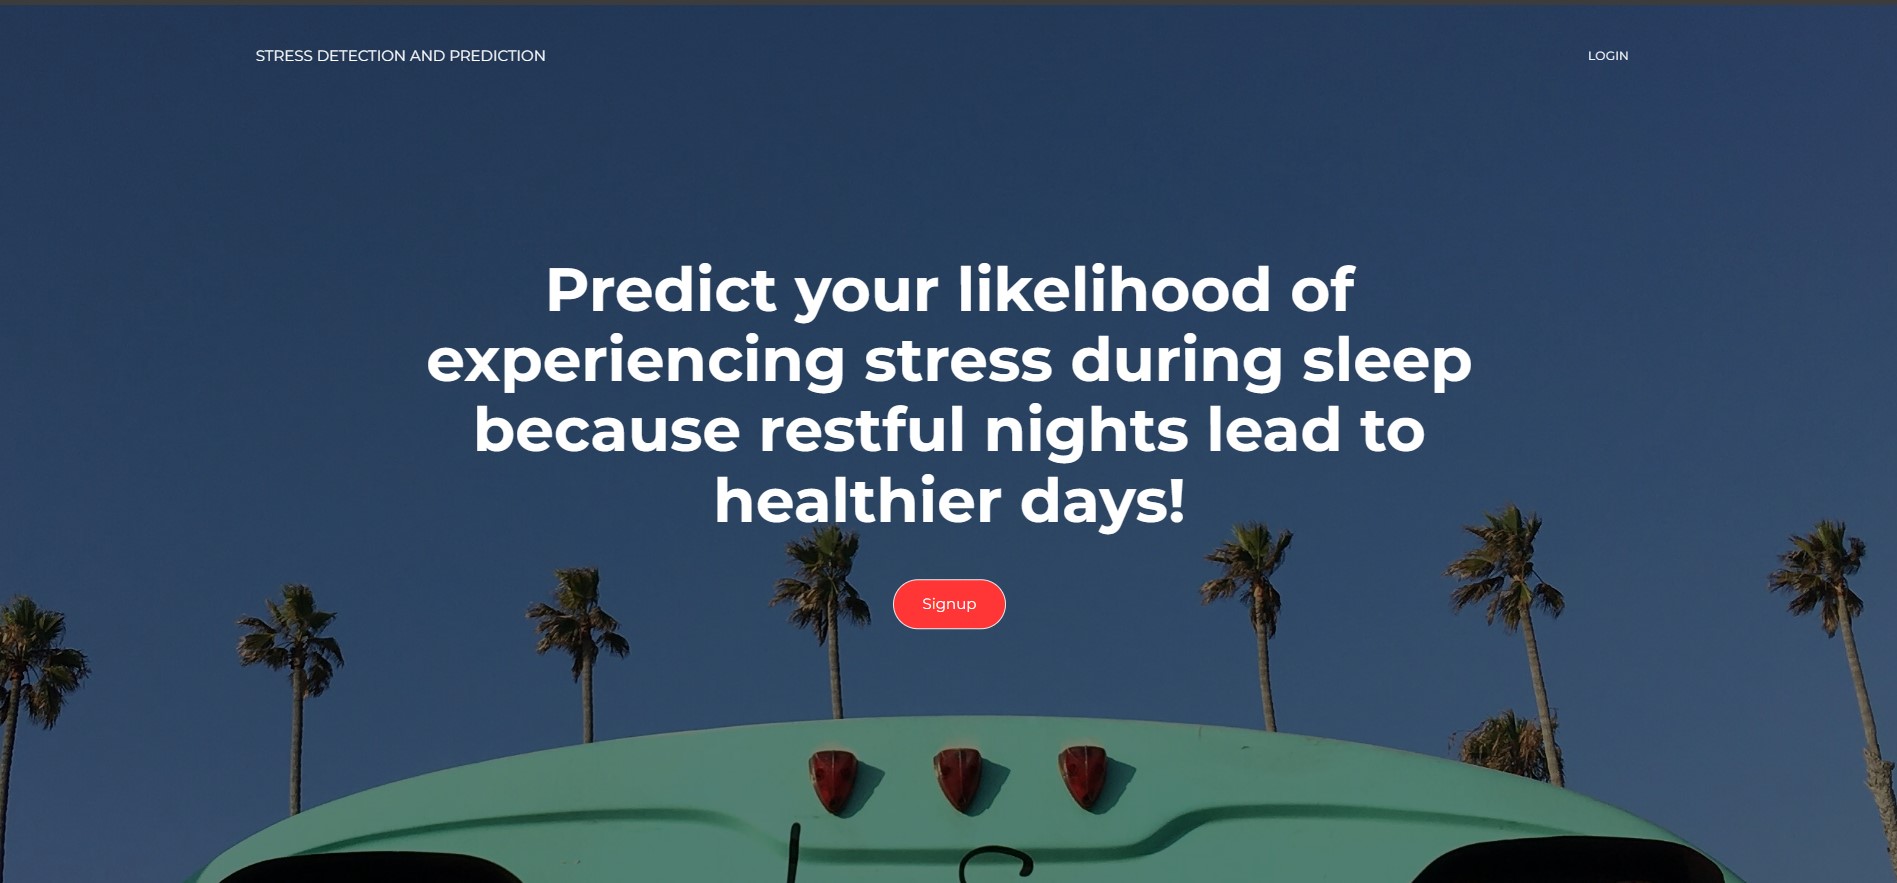 STRESS DETECTION AND PREDICTION
LOGIN
Predict your likelihood of
experiencing stress during sleep
because restful nights lead to
healthier days!
Signup